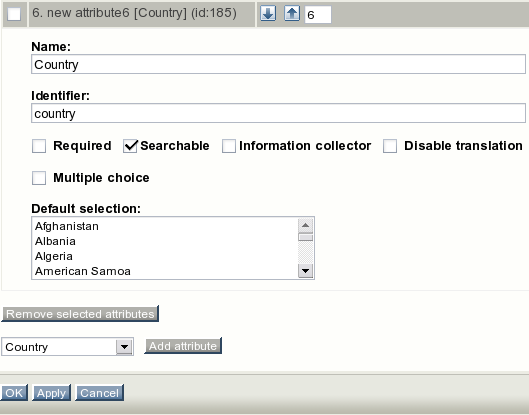 6. new attribute6 [Country] (id:185) 6
Name:
Country
Identifier:
country
Required Searchable Information collector Disable translation
Multiple choice
Default selection:
Afghanistan
Albania
Algeria
American Samoa
Remove selected attributes
Country Add attribute
OK Apply Cancel